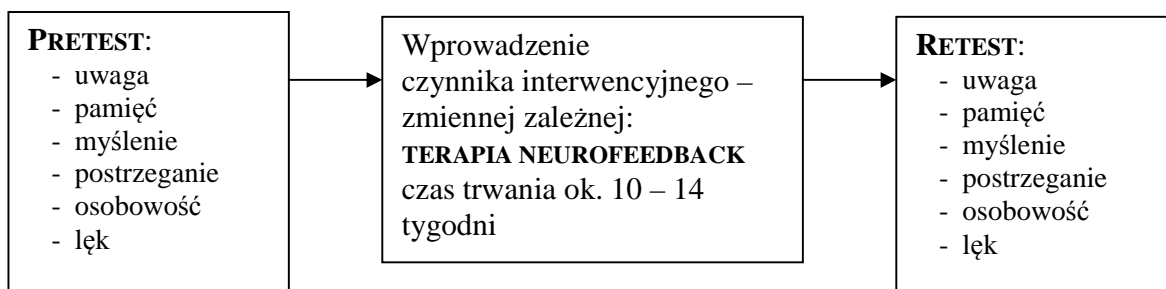 PRETEST:
- uwaga
- pamięć
- myślenie
- postrzeganie
- osobowość
- lęk
Wprowadzenie
czynnika interwencyjnego –
zmiennej zależnej:
TERAPIA NEUROFEEDBACK
czas trwania ok. 10 – 14
tygodni
RETEST:
- uwaga
- pamięć
- myślenie
- postrzeganie
- osobowość
- lęk